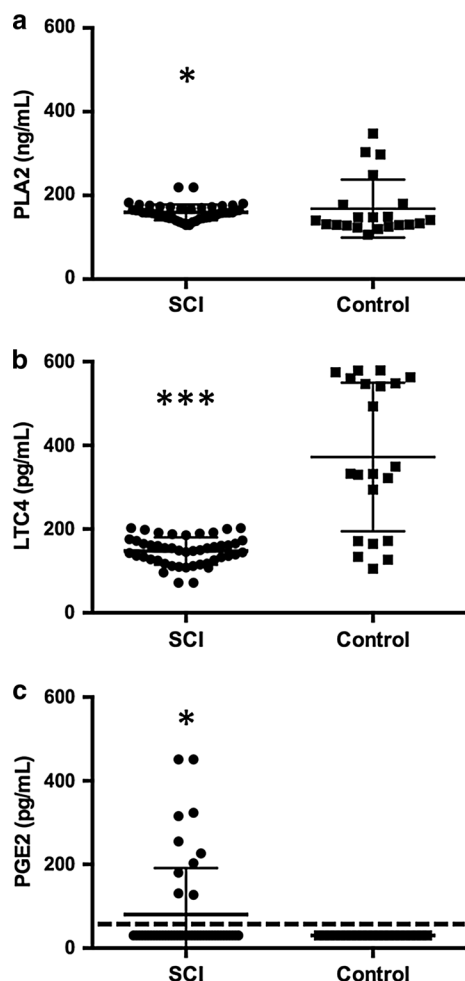 a
PLA2 (ng/mL)
600
400
200
0
*
SCI
Control
b
LTC4 (pg/mL)
600
400
200
0
***
SCI
Control
c
PGE2 (pg/mL)
600
400
200
0
*
SCI
Control